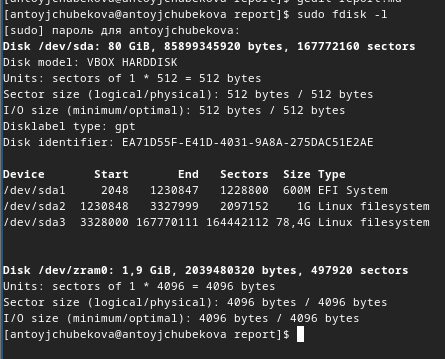 [antoyjchubekova@antoyjchubekova report]$ gedit report.md
[antoyjchubekova@antoyjchubekova report]$ sudo fdisk -l
[sudo] пароль для antoyjchubekova:
Disk /dev/sda: 80 GiB, 85899345920 bytes, 167772160 sectors
Disk model: VBOX HARDDISK
Units: sectors of 1 * 512 = 512 bytes
Sector size (logical/physical): 512 bytes / 512 bytes
I/O size (minimum/optimal): 512 bytes / 512 bytes
Disklabel type: gpt
Disk identifier: EA71D55F-E41D-4031-9A8A-275DAC51E2AE
Device Start End Sectors Size Type
/dev/sda1 2048 1230847 1228800 600M EFI System
/dev/sda2 1230848 3327999 2097152 1G Linux filesystem
/dev/sda3 3328000 167770111 164442112 78,4G Linux filesystem
Disk /dev/zram0: 1,9 GiB, 2039480320 bytes, 497920 sectors
Units: sectors of 1 * 4096 = 4096 bytes
Sector size (logical/physical): 4096 bytes / 4096 bytes
I/O size (minimum/optimal): 4096 bytes / 4096 bytes
[antoyjchubekova@antoyjchubekova report]$